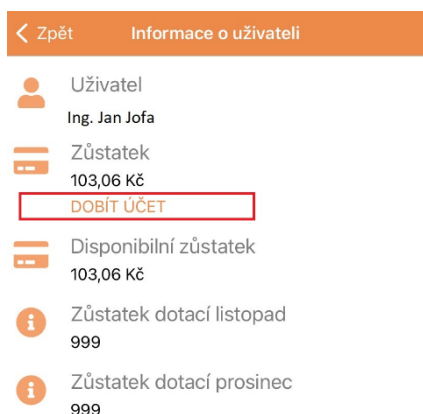 Zpět Informace o uživateli
Uživatel
Ing. Jan Jofa
Zůstatek
103,06 Kč
DOBÍT ÚČET
Disponibilní zůstatek
103,06 Kč
Zůstatek dotací listopad
999
Zůstatek dotací prosinec
999